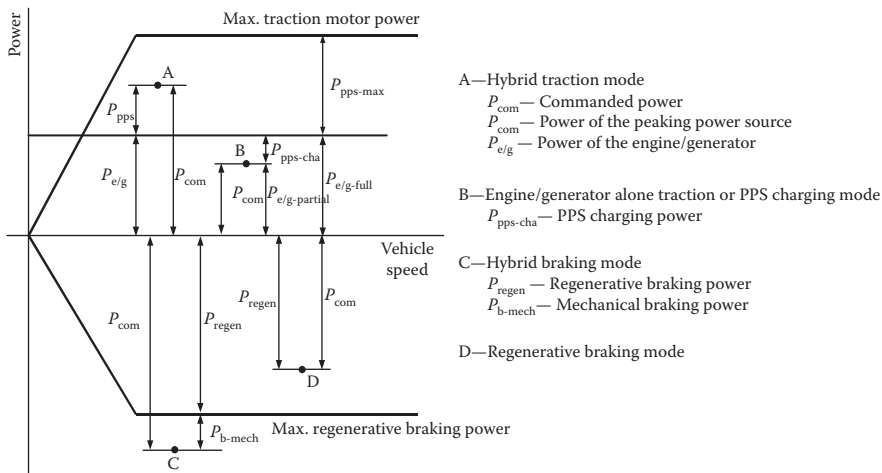 Power
Max. traction motor power
A
P_pps
P_pps-max
B
P_pps-cha
P_e/g
P_com
P_com
P_e/g-partial
P_e/g-full
Vehicle
speed
P_com
P_regen
P_regen
P_com
D
Max. regenerative braking power
P_b-mech
C
A—Hybrid traction mode
P_com— Commanded power
P_com— Power of the peaking power source
P_e/g — Power of the engine/generator
B—Engine/generator alone traction or PPS charging mode
P_pps-cha— PPS charging power
C—Hybrid braking mode
P_regen — Regenerative braking power
P_b-mech— Mechanical braking power
D—Regenerative braking mode